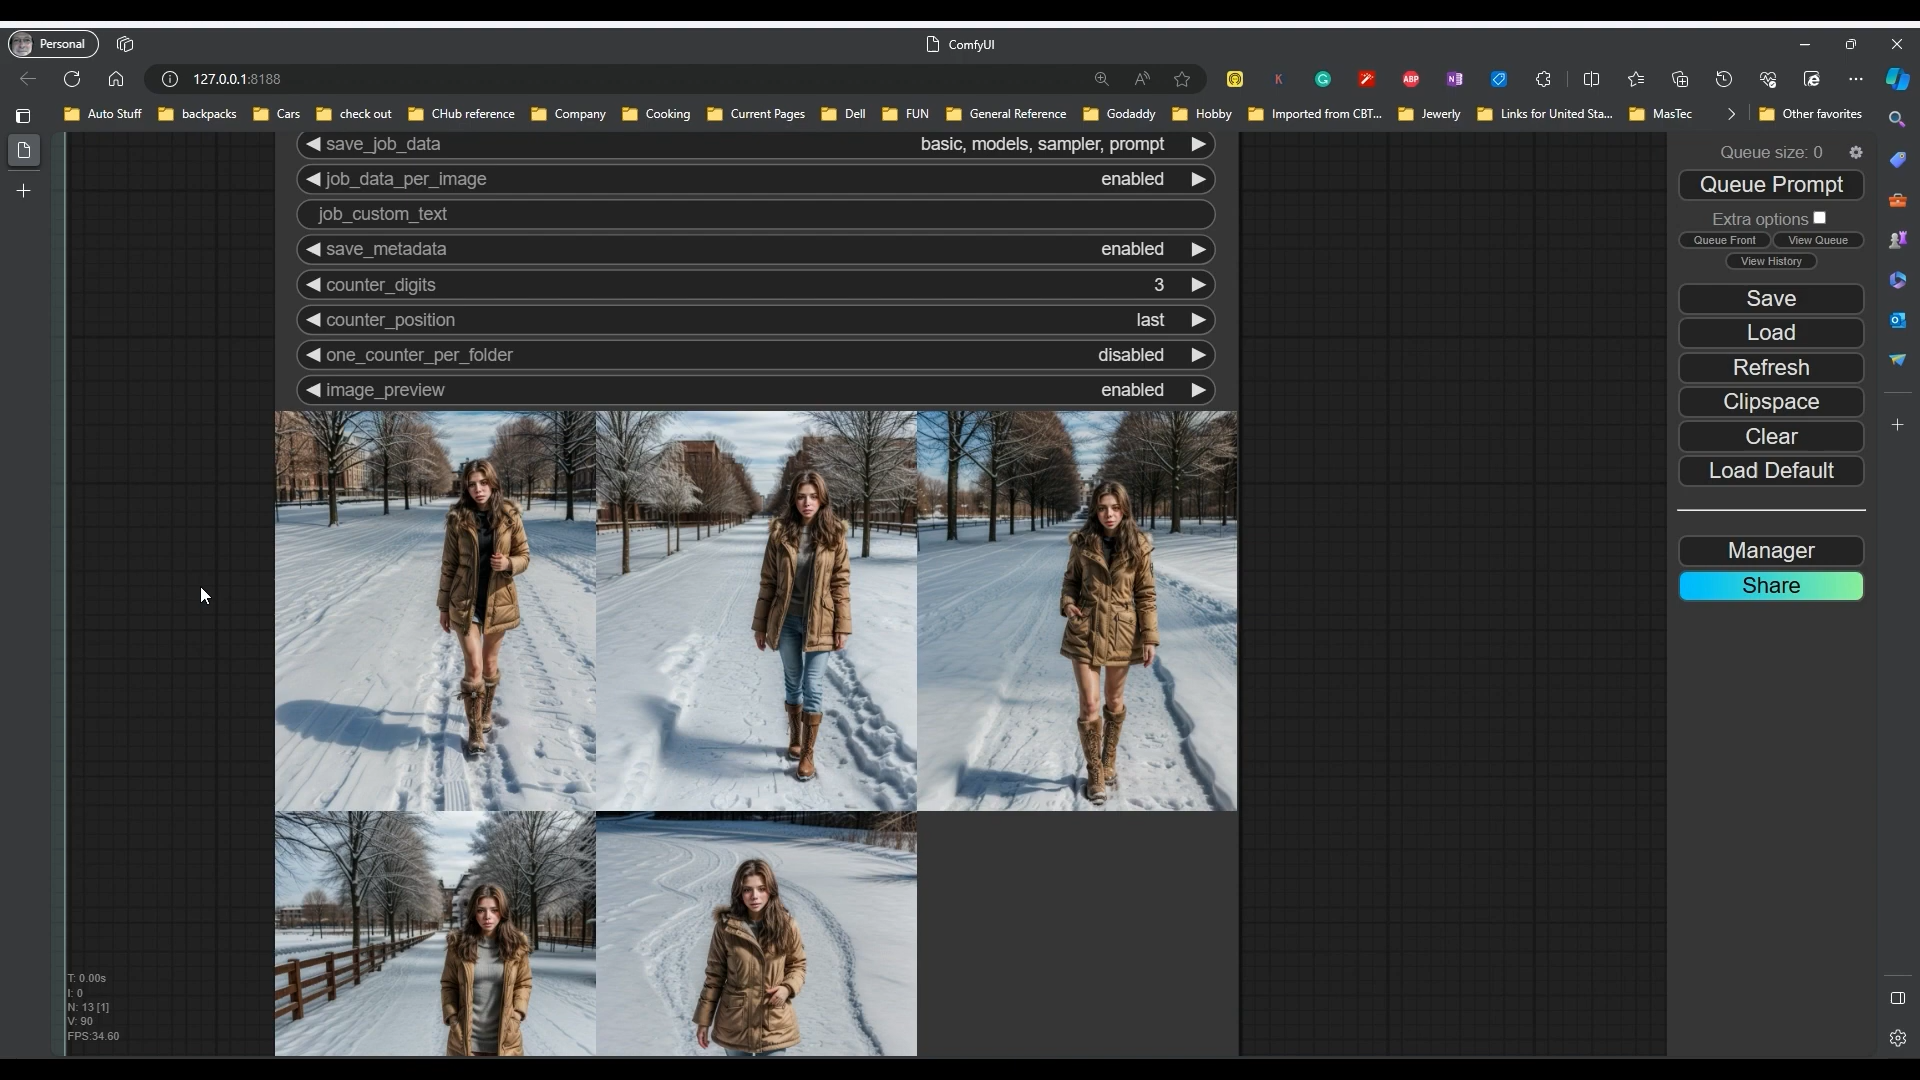 Personal
ComfyUI
127.0.0.1:8188
Auto Stuff backpacks Cars check out CHub reference Company Cooking Current Pages Dell FUN General Reference Godaddy Hobby Imported from CBT... Jewerly Links for United Sta... MasTec Other favorites
save_job_data basic, models, sampler, prompt
job_data_per_image enabled
job_custom_text
save_metadata enabled
counter_digits 3
counter_position last
one_counter_per_folder disabled
image_preview enabled
Queue size: 0
Queue Prompt
Extra options
Queue Front View Queue
View History
Save
Load
Refresh
Clipspace
Clear
Load Default
Manager
Share
T: 0.00s
I: 0
N: 13 [1]
V: 90
FPS:34.60